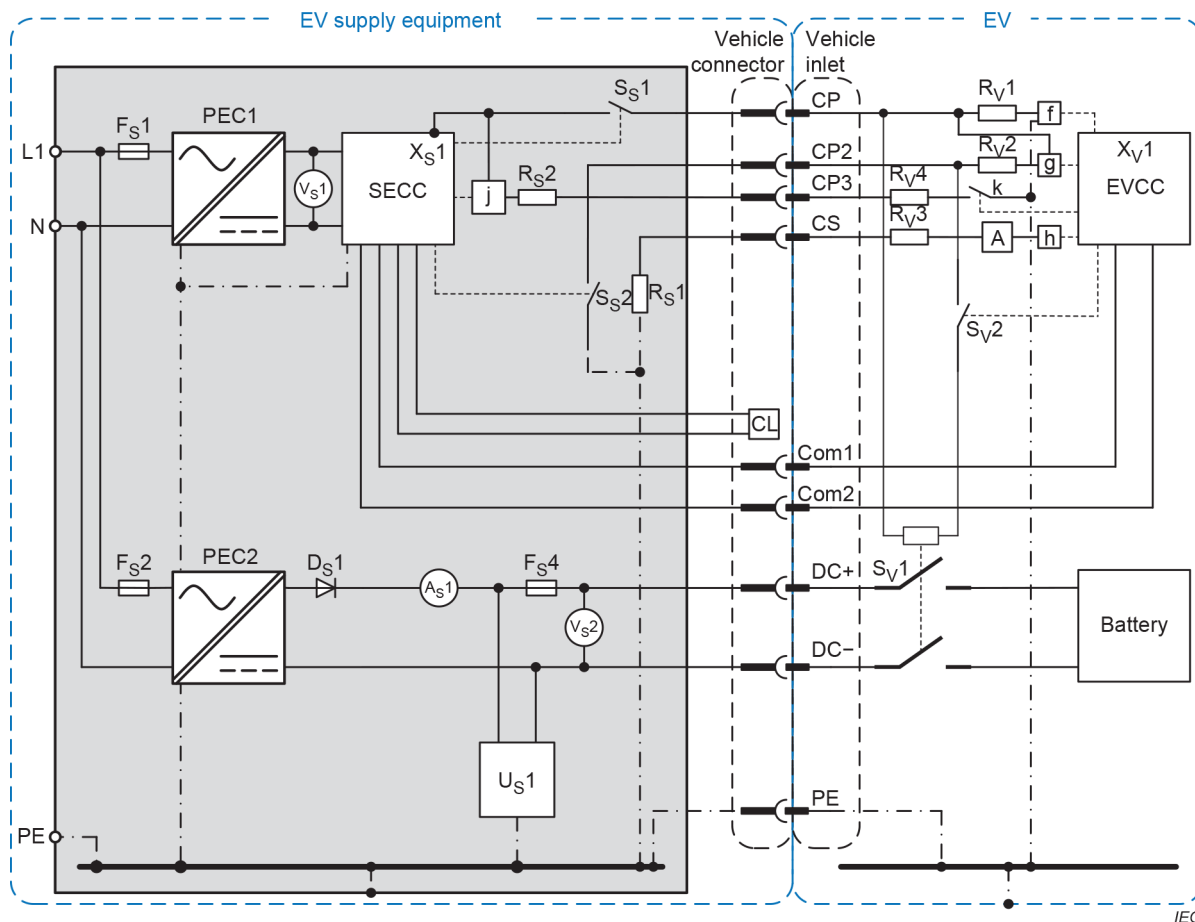 EV supply equipment
EV
Vehicle connector
Vehicle inlet
PEC1
FS1
L1
N
VS1
XS1
SECC
SS1
j
RS2
SS2
RS1
CP
CP2
CP3
CS
RV1
f
RV2
g
RV4
k
RV3
A
h
XV1
EVCC
SV2
CL
Com1
Com2
FS2
PEC2
DS1
AS1
FS4
VS2
DC+
DC−
SV1
Battery
US1
PE
PE
IEC